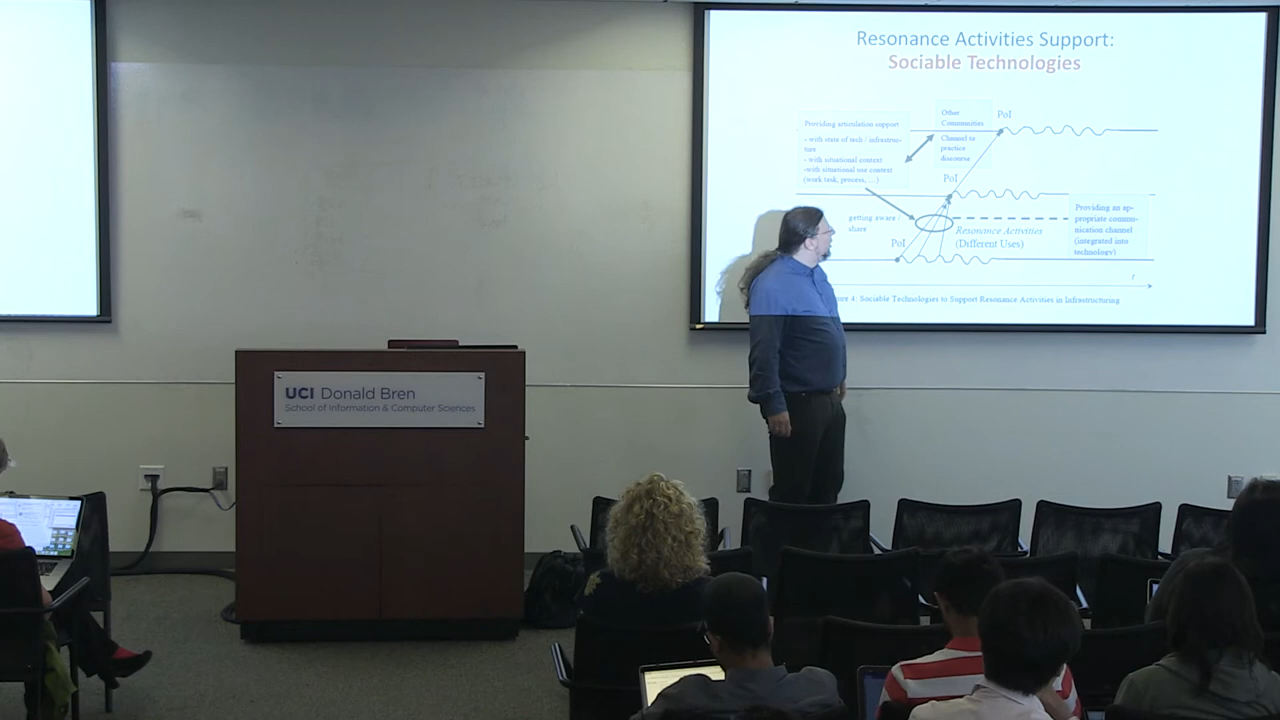 Resonance Activities Support:
Sociable Technologies
Providing articulation support
- with state of tech / infrastruc-
ture
- with situational context
-with situational use context
(work task, process, ...)
Other
Communities
Channel to
practice
discourse
PoI
PoI
getting aware /
share
PoI
Resonance Activities
(Different Uses)
Providing an ap-
propriate commu-
nication channel
(integrated into
technology)
t
4: Sociable Technologies to Support Resonance Activities in Infrastructuring
UCI Donald Bren
School of Information & Computer Sciences